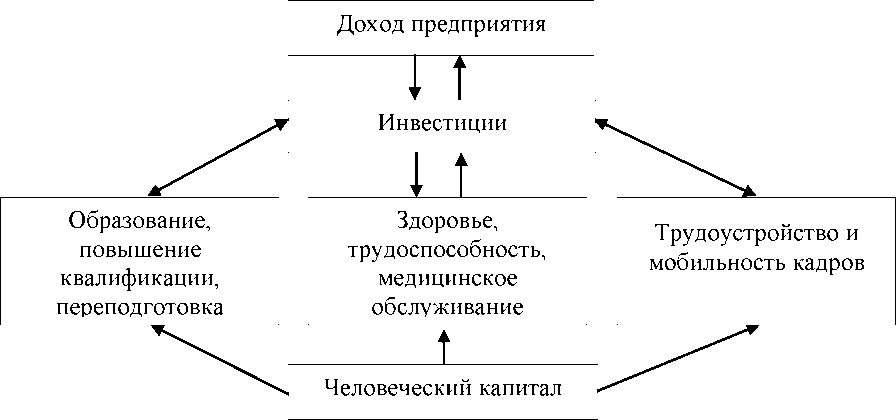 Доход предприятия
Инвестиции
Образование,
повышение
квалификации,
переподготовка
Здоровье,
трудоспособность,
медицинское
обслуживание
Трудоустройство и
мобильность кадров
Человеческий капитал